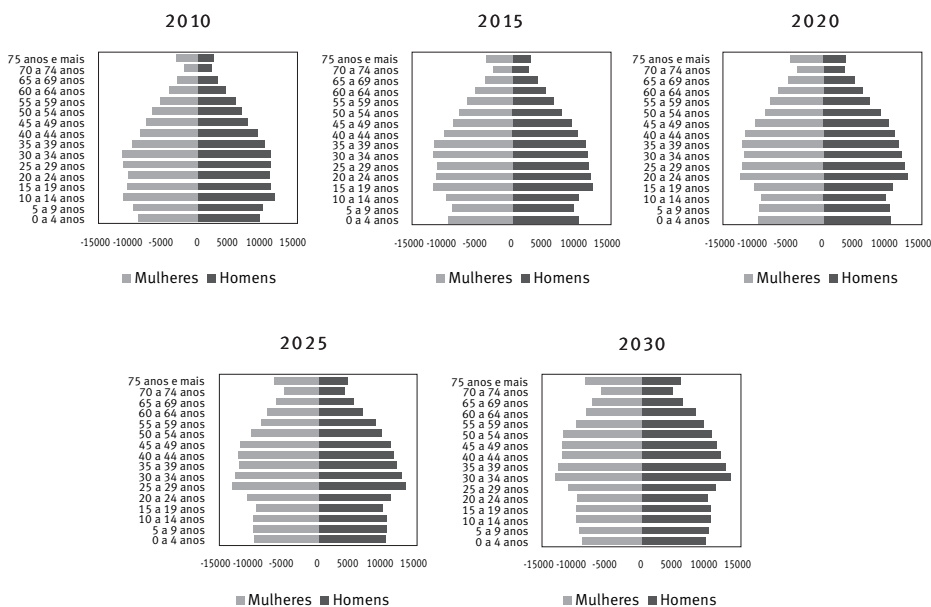 2010
75 anos e mais
70 a 74 anos
65 a 69 anos
60 a 64 anos
55 a 59 anos
50 a 54 anos
45 a 49 anos
40 a 44 anos
35 a 39 anos
30 a 34 anos
25 a 29 anos
20 a 24 anos
15 a 19 anos
10 a 14 anos
5 a 9 anos
0 a 4 anos
-15000 -10000 -5000 0 5000 10000 15000
Mulheres Homens
2015
75 anos e mais
70 a 74 anos
65 a 69 anos
60 a 64 anos
55 a 59 anos
50 a 54 anos
45 a 49 anos
40 a 44 anos
35 a 39 anos
30 a 34 anos
25 a 29 anos
20 a 24 anos
15 a 19 anos
10 a 14 anos
5 a 9 anos
0 a 4 anos
-15000 -10000 -5000 0 5000 10000 15000
Mulheres Homens
2020
75 anos e mais
70 a 74 anos
65 a 69 anos
60 a 64 anos
55 a 59 anos
50 a 54 anos
45 a 49 anos
40 a 44 anos
35 a 39 anos
30 a 34 anos
25 a 29 anos
20 a 24 anos
15 a 19 anos
10 a 14 anos
5 a 9 anos
0 a 4 anos
-15000 -10000 -5000 0 5000 10000 15000
Mulheres Homens
2025
75 anos e mais
70 a 74 anos
65 a 69 anos
60 a 64 anos
55 a 59 anos
50 a 54 anos
45 a 49 anos
40 a 44 anos
35 a 39 anos
30 a 34 anos
25 a 29 anos
20 a 24 anos
15 a 19 anos
10 a 14 anos
5 a 9 anos
0 a 4 anos
-15000 -10000 -5000 0 5000 10000 15000
Mulheres Homens
2030
75 anos e mais
70 a 74 anos
65 a 69 anos
60 a 64 anos
55 a 59 anos
50 a 54 anos
45 a 49 anos
40 a 44 anos
35 a 39 anos
30 a 34 anos
25 a 29 anos
20 a 24 anos
15 a 19 anos
10 a 14 anos
5 a 9 anos
0 a 4 anos
-15000 -10000 -5000 0 5000 10000 15000
Mulheres Homens